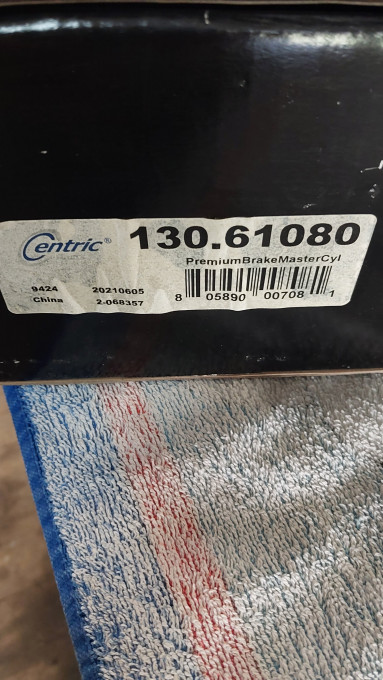 Centric®
130.61080
PremiumBrakeMasterCyl
9424 20210605
China 2-068357
8 05890 00708 1